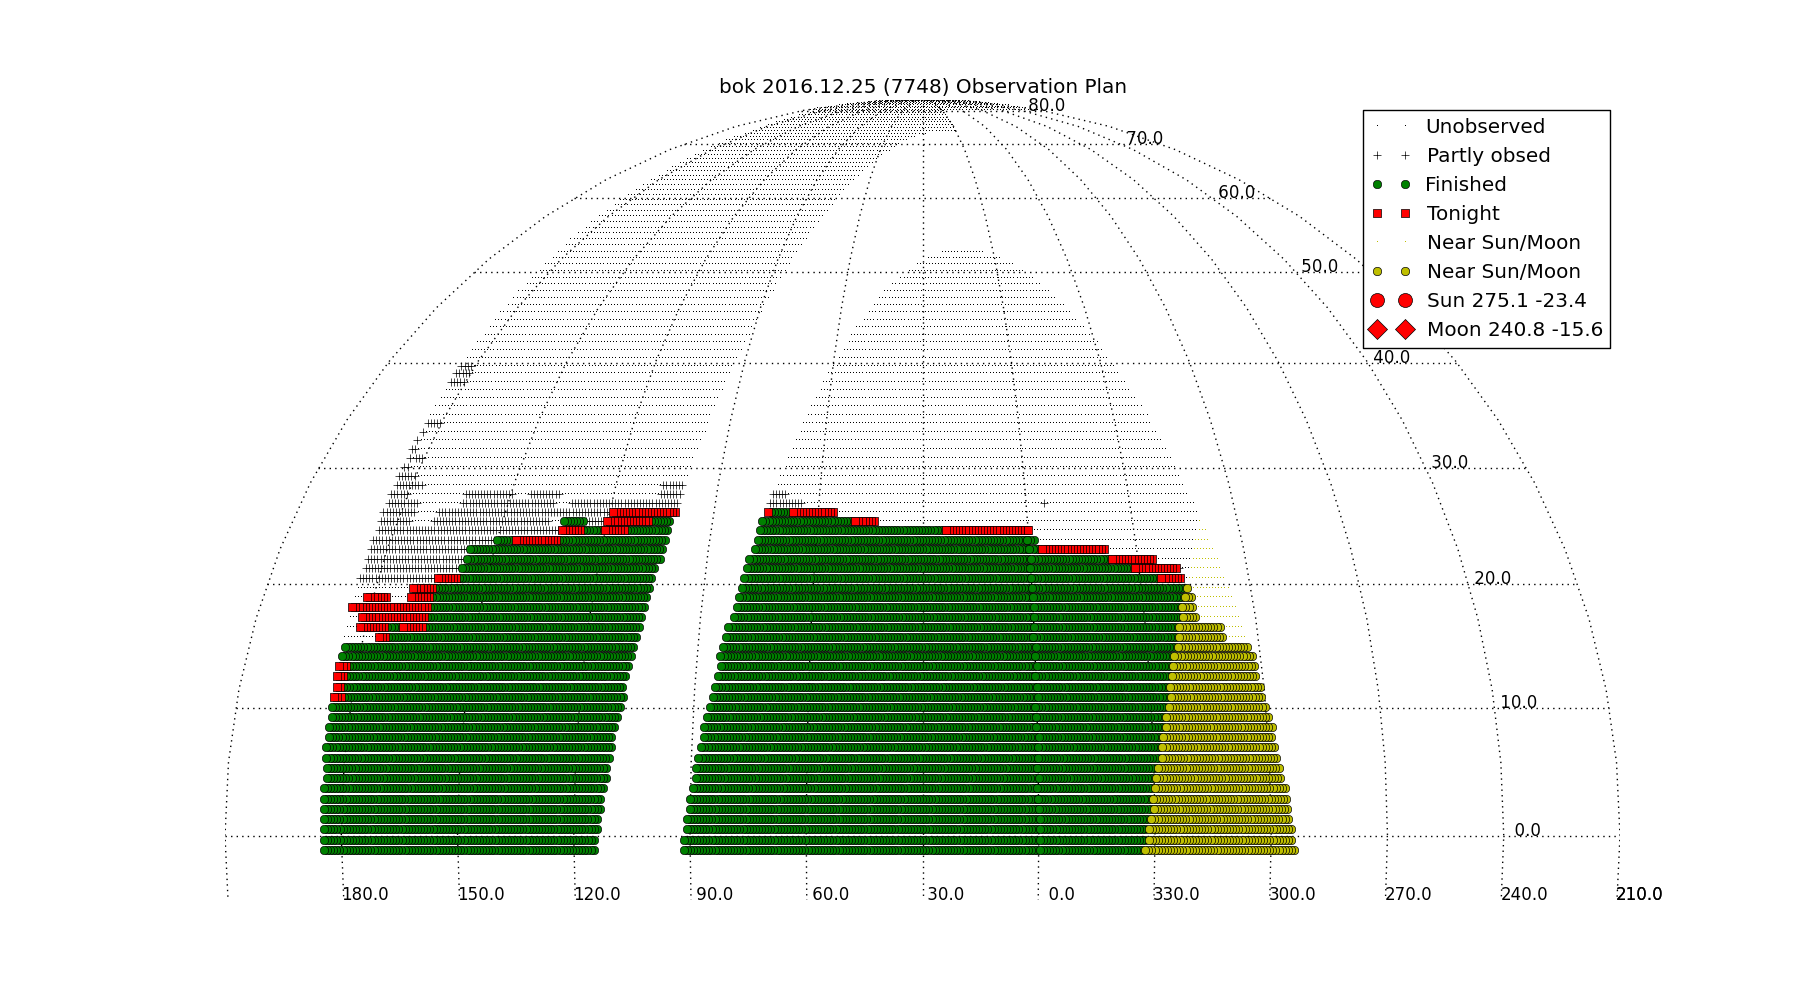 bok 2016.12.25 (7748) Observation Plan
80.0
70.0
60.0
50.0
40.0
30.0
20.0
10.0
0.0
Unobserved
Partly obsed
Finished
Tonight
Near Sun/Moon
Near Sun/Moon
Sun 275.1 -23.4
Moon 240.8 -15.6
180.0 150.0 120.0 90.0 60.0 30.0 0.0 330.0 300.0 270.0 240.0 210.0